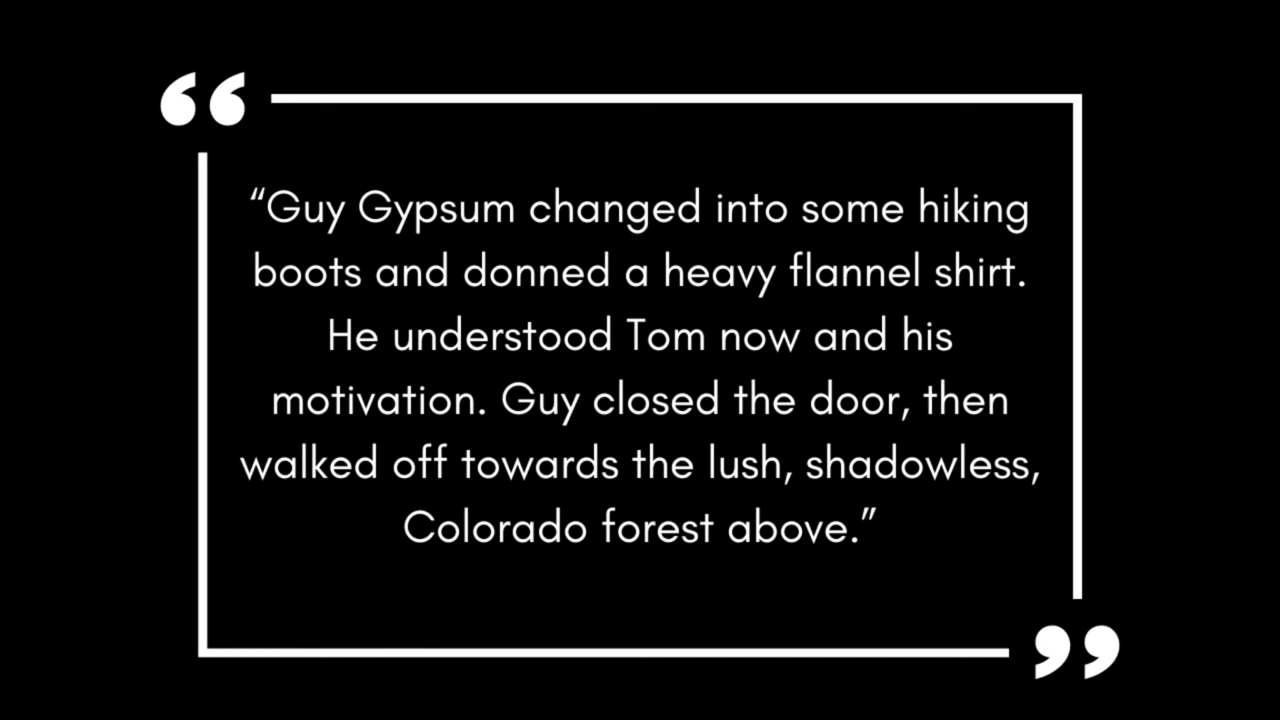 “Guy Gypsum changed into some hiking
boots and donned a heavy flannel shirt.
He understood Tom now and his
motivation. Guy closed the door, then
walked off towards the lush, shadowless,
Colorado forest above.”